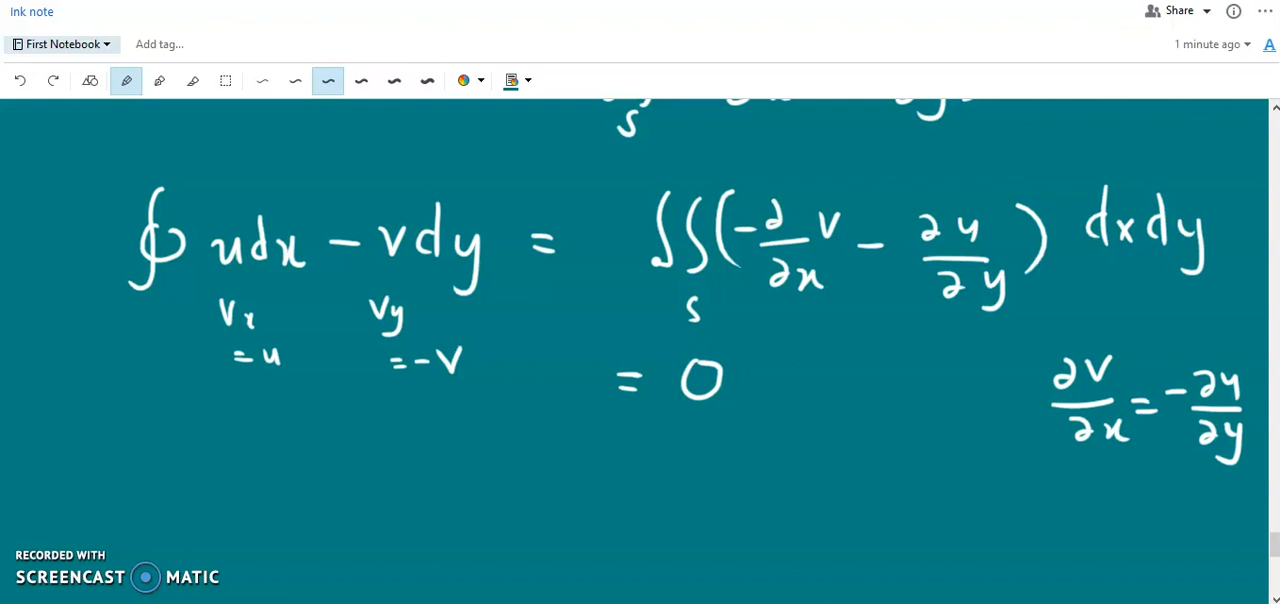 Ink note
Share
First Notebook
Add tag...
1 minute ago
A
s
∮ udx - vdy = ∬ ( -∂/∂x v - ∂u/∂y ) dxdy
Vx Vy s
= u = - V
= 0
∂v/∂x = - ∂u/∂y
RECORDED WITH
SCREENCAST MATIC